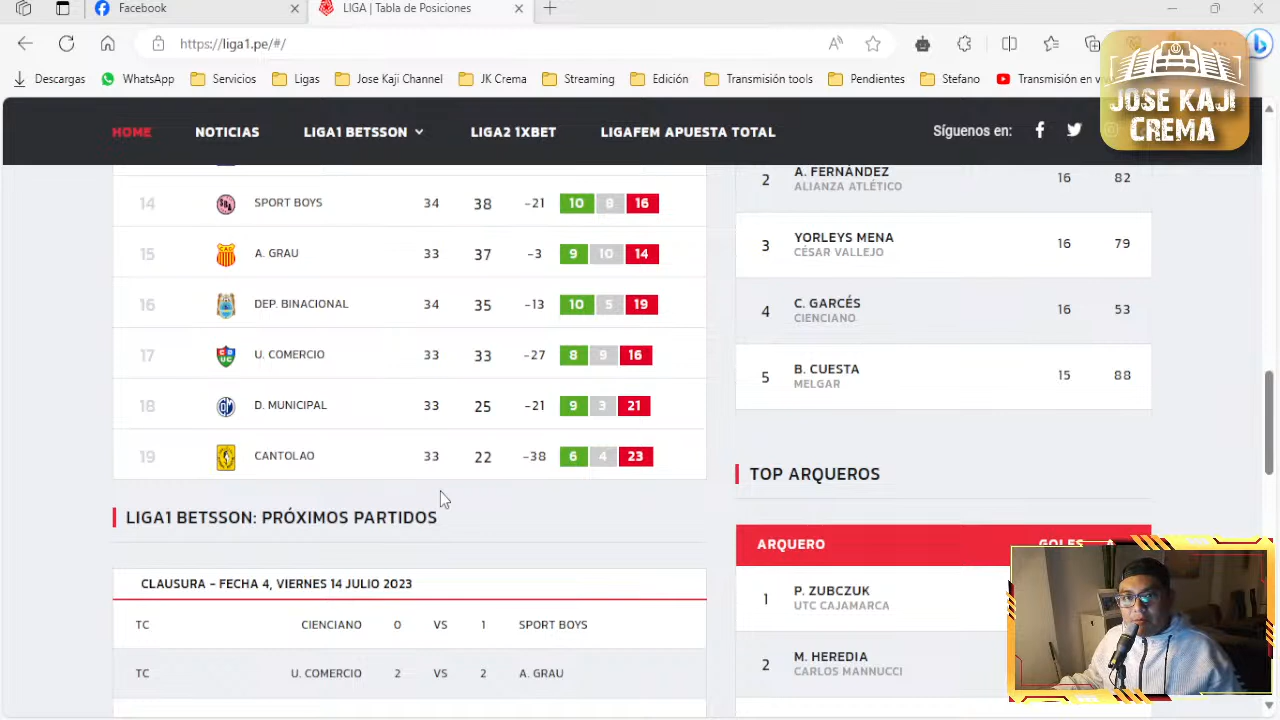 Facebook
LIGA | Tabla de Posiciones
https://liga1.pe/#/
Descargas WhatsApp Servicios Ligas Jose Kaji Channel JK Crema Streaming Edición Transmisión todos Pendientes Stefano Transmisión en v
JOSE KAJI
CREMA
HOME NOTICIAS LIGA1 BETSSON LIGA2 1XBET LIGAFEM APUESTA TOTAL Síguenos en:
14 SPORT BOYS 34 38 -21 10 9 16
15 A. GRAU 33 37 -3 9 10 14
16 DEP. BINACIONAL 34 35 -13 10 5 19
17 U. COMERCIO 33 33 -27 8 9 16
18 D. MUNICIPAL 33 25 -21 9 3 21
19 CANTOLAO 33 22 -38 6 4 23
LIGA1 BETSSON: PRÓXIMOS PARTIDOS
CLAUSURA - FECHA 4, VIERNES 14 JULIO 2023
TC CIENCIANO 0 VS 1 SPORT BOYS
TC U. COMERCIO 2 VS 2 A. GRAU
2 A. FERNÁNDEZ 16 82
ALIANZA ATLÉTICO
3 YORLEYS MENA 16 79
CÉSAR VALLEJO
4 C. GARCÉS 16 53
CIENCIANO
5 B. CUESTA 15 88
MELGAR
TOP ARQUEROS
ARQUERO GOLES
1 P. ZUBCZUK
UTC CAJAMARCA
2 M. HEREDIA
CARLOS MANNUCCI